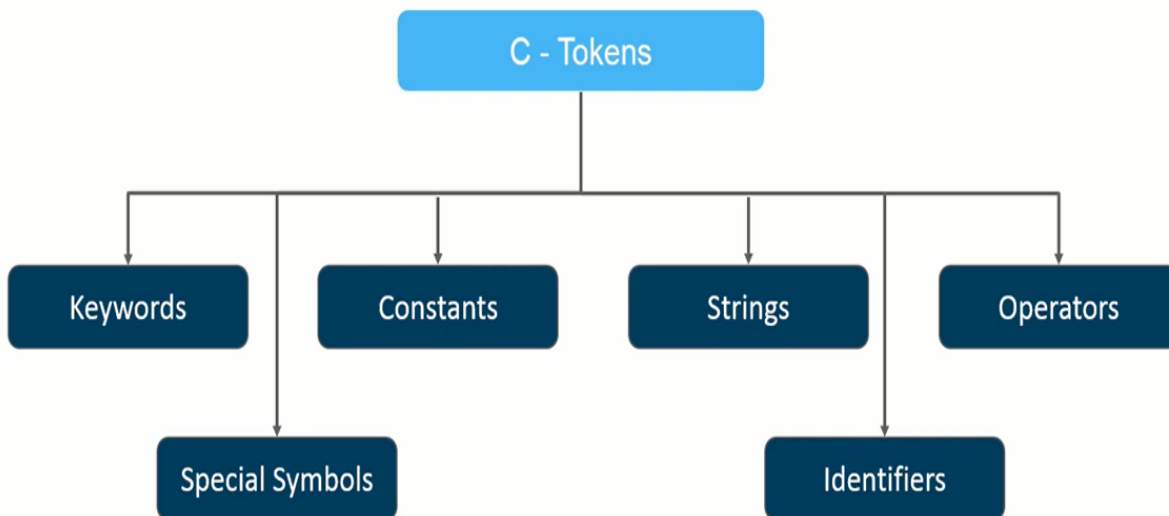 C - Tokens
Keywords
Constants
Strings
Operators
Special Symbols
Identifiers